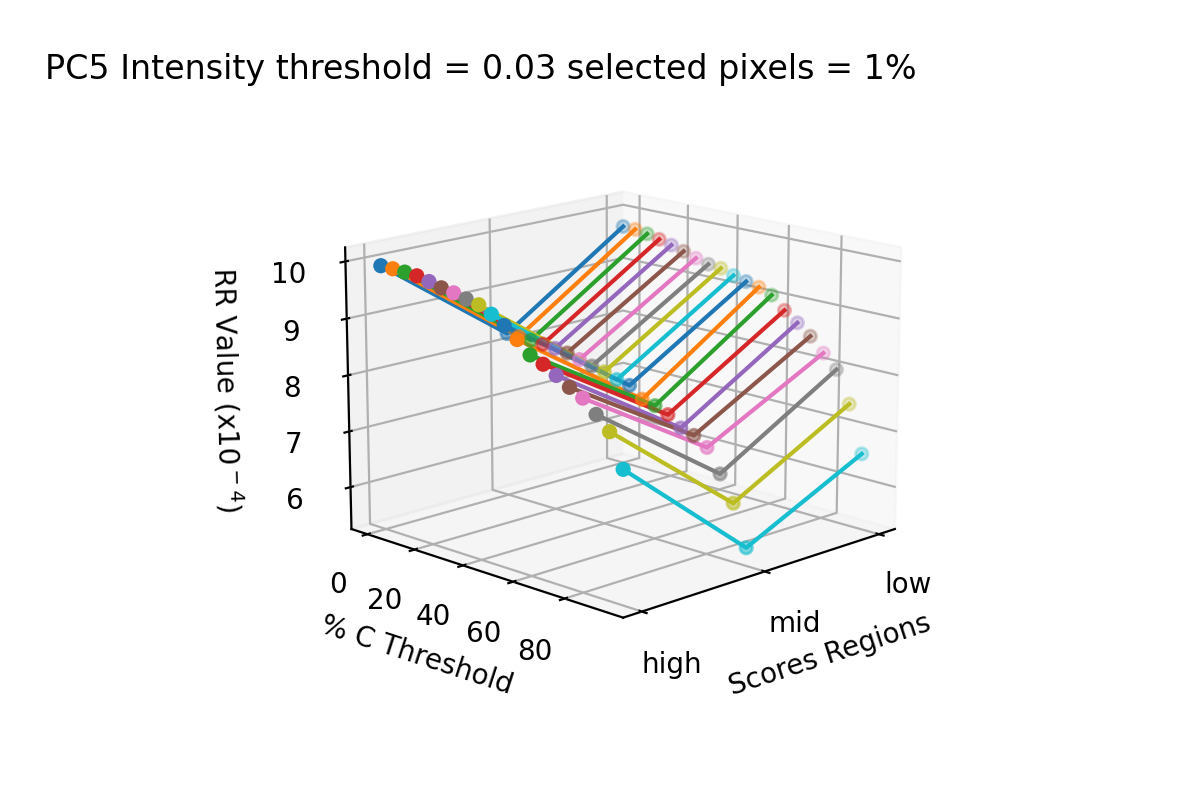 PC5 Intensity threshold = 0.03 selected pixels = 1%
RR Value (x10⁻⁴)
10
9
8
7
6
0
20
40
60
80
% C Threshold
high
mid
low
Scores Regions